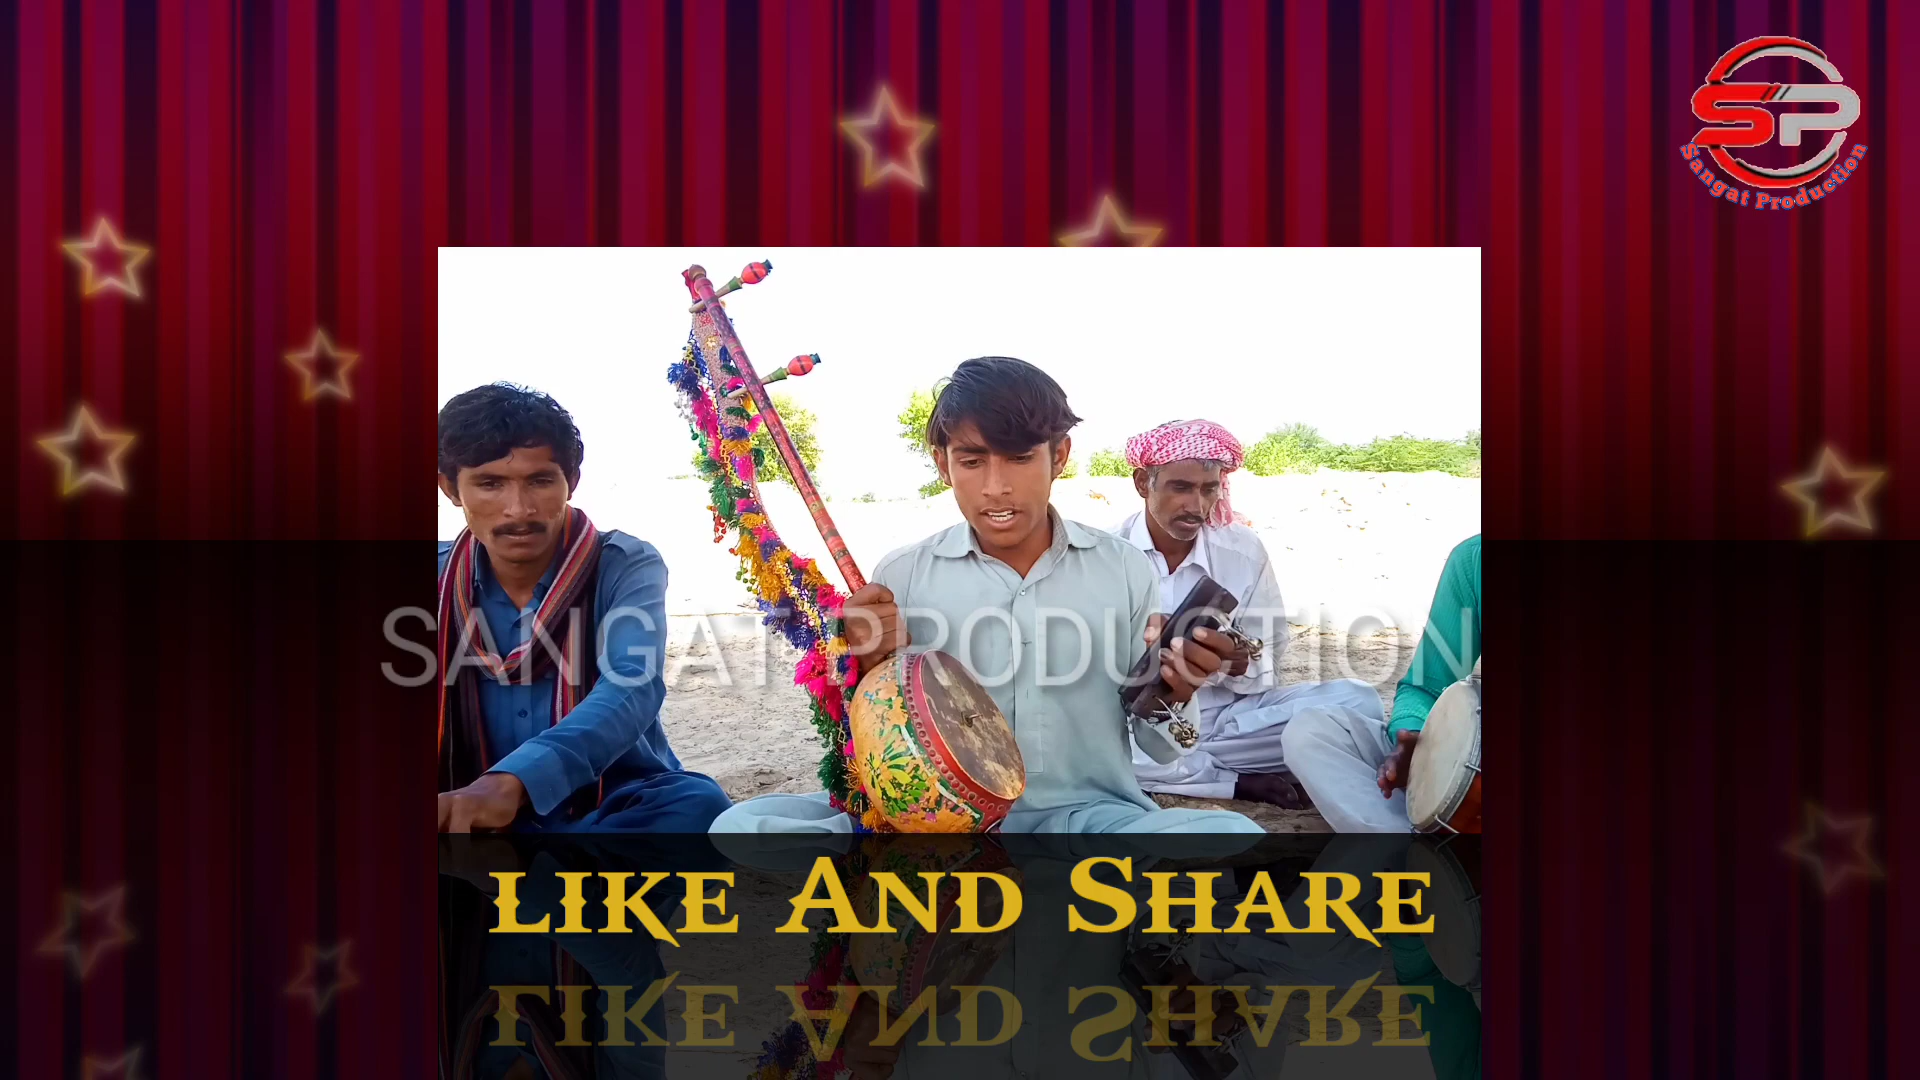 SP
Sangat Production
SANGAT PRODUCTION
LIKE AND SHARE
LIKE AND SHARE